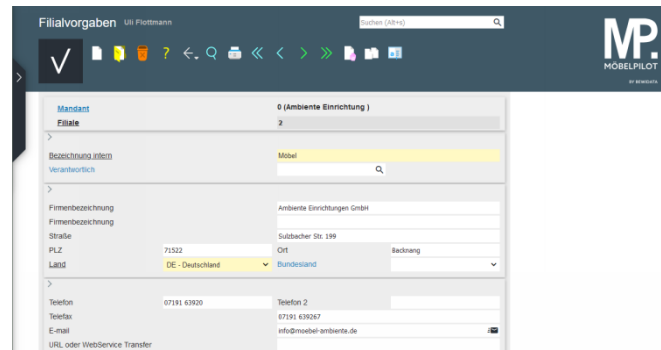 Filialvorgaben Uli Flottmann
Suchen (Alt+s)
MP.
MÖBELPILOT
BY BEMDATA
Mandant 0 (Ambiente Einrichtung )
Filiale 2
Bezeichnung intern Möbel
Verantwortlich
Firmenbezeichnung Ambiente Einrichtungen GmbH
Firmenbezeichnung
Straße Sulzbacher Str. 199
PLZ 71522 Ort Backnang
Land DE - Deutschland Bundesland
Telefon 07191 63920 Telefon 2
Telefax 07191 639267
E-mail info@moebel-ambiente.de
URL oder WebService Transfer